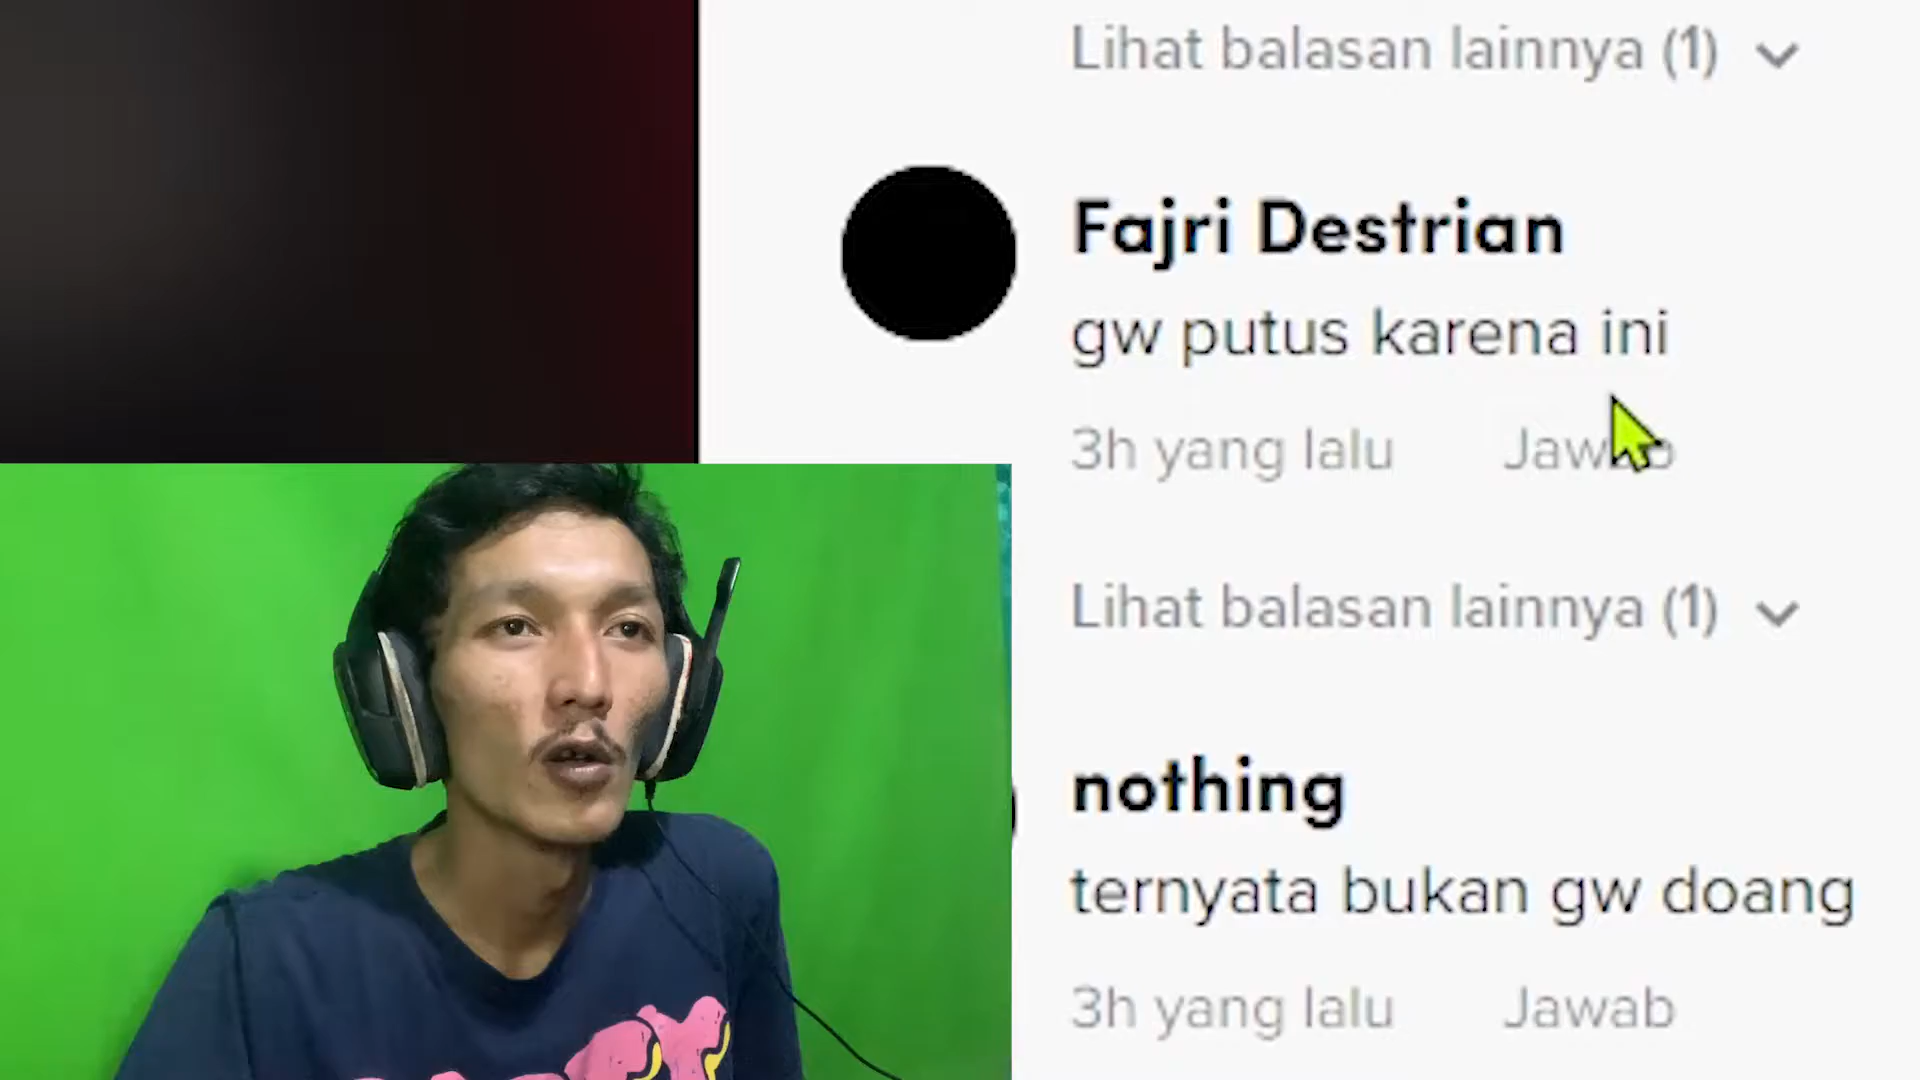 Lihat balasan lainnya (1)
Fajri Destrian
gw putus karena ini
3h yang lalu
Lihat balasan lainnya (1)
nothing
ternyata bukan gw doang
3h yang lalu Jawab